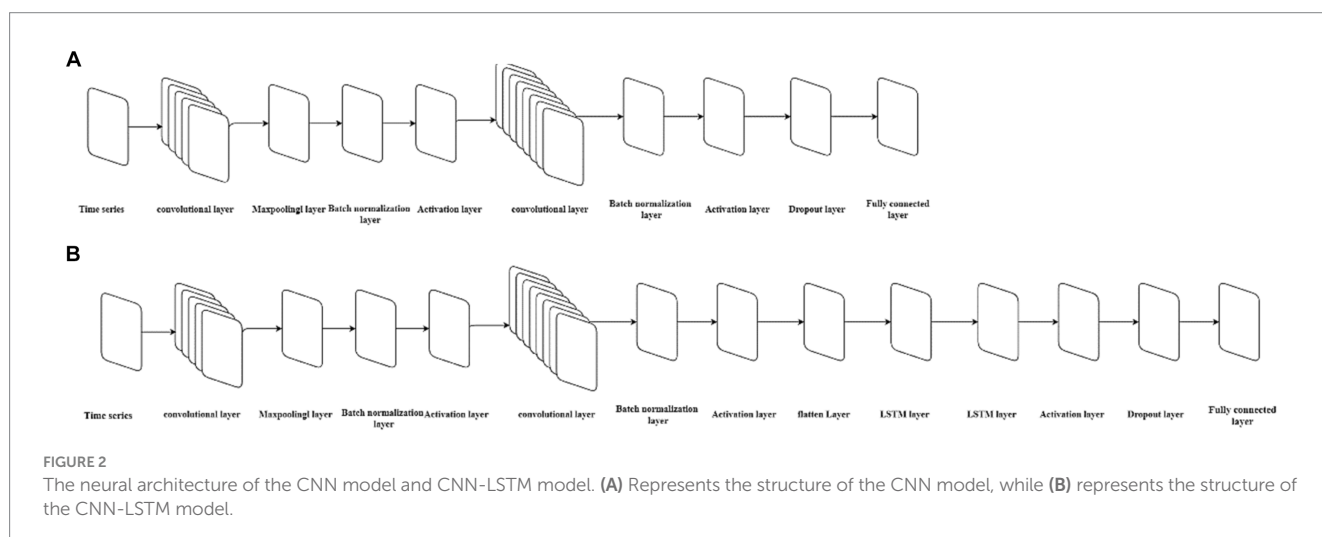 A
Time series convolutional layer Maxpoolingl layer Batch normalization layer Activation layer convolutional layer Batch normalization layer Activation layer Dropout layer Fully connected layer
B
Time series convolutional layer Maxpoolingl layer Batch normalization layer Activation layer convolutional layer Batch normalization layer Activation layer flatten Layer LSTM layer LSTM layer Activation layer Dropout layer Fully connected layer
FIGURE 2
The neural architecture of the CNN model and CNN-LSTM model. (A) Represents the structure of the CNN model, while (B) represents the structure of
the CNN-LSTM model.